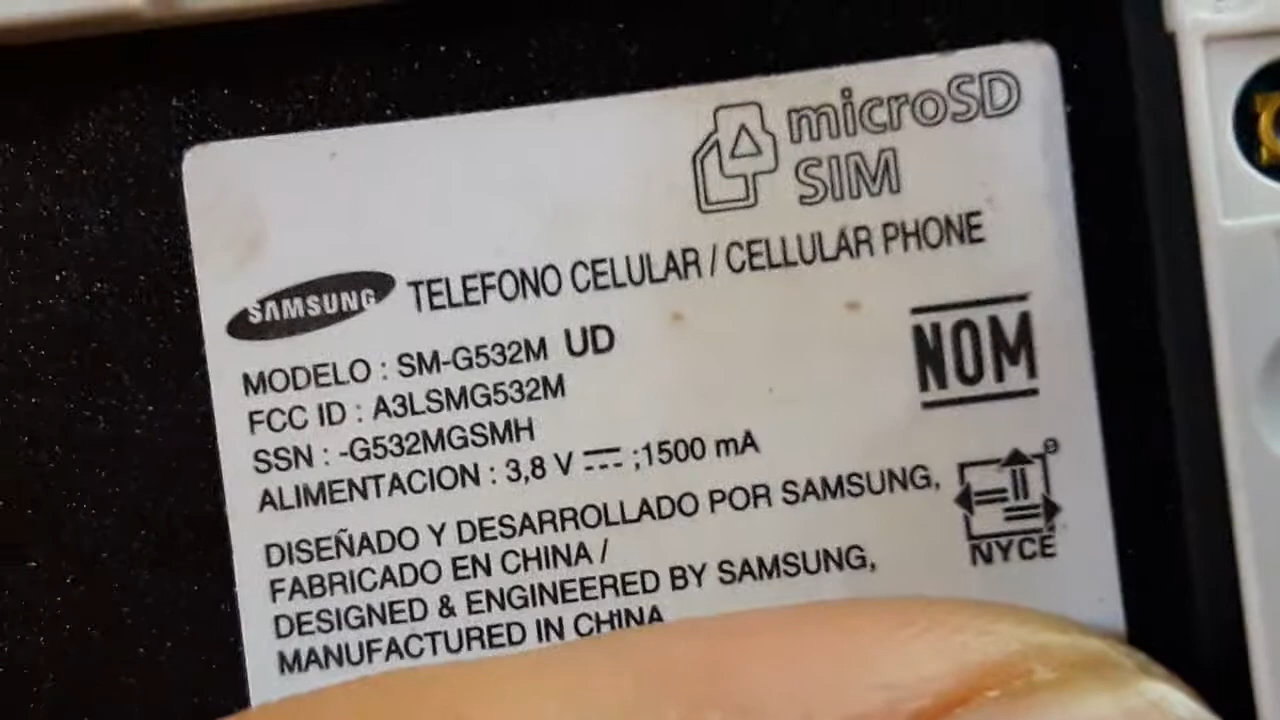 microSD
SIM
SAMSUNG TELEFONO CELULAR / CELLULAR PHONE
MODELO : SM-G532M UD
FCC ID : A3LSMG532M
SSN : -G532MGSMH
ALIMENTACION : 3,8 V ⎓ ;1500 mA
NOM
DISEÑADO Y DESARROLLADO POR SAMSUNG,
FABRICADO EN CHINA /
DESIGNED & ENGINEERED BY SAMSUNG,
MANUFACTURED IN CHINA
NYCE